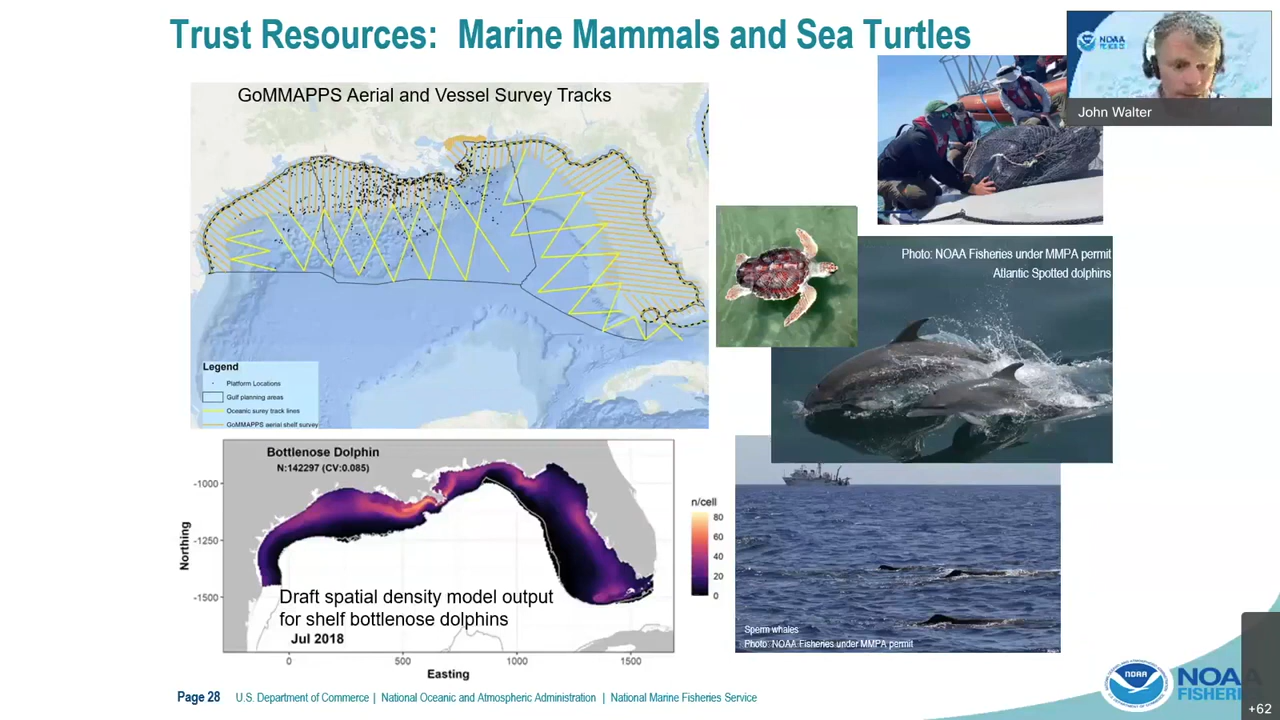 Trust Resources: Marine Mammals and Sea Turtles
NOAA
John Walter
GoMMAPPS Aerial and Vessel Survey Tracks
Legend
Platform Locations
Gulf planning areas
Oceanic surey track lines
GoMMAPPS aerial shelf survey
Photo: NOAA Fisheries under MMPA permit
Atlantic Spotted dolphins
Bottlenose Dolphin
N:142297 (CV:0.085)
-1000
-1250
-1500
Northing
Draft spatial density model output
for shelf bottlenose dolphins
Jul 2018
0
500
1000
1500
Easting
n/cell
80
60
40
20
0
Sperm whales
Photo: NOAA Fisheries under MMPA permit
Page 28 U.S. Department of Commerce | National Oceanic and Atmospheric Administration | National Marine Fisheries Service
NOAA
NOAA
FISHERI
+62